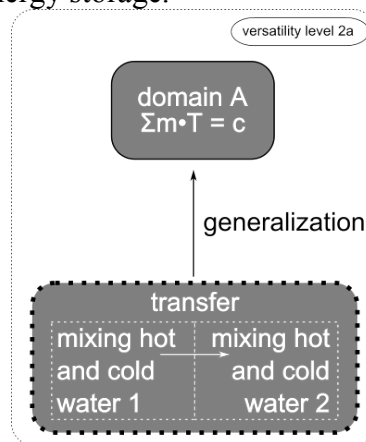 nergy storage.
versatility level 2a
domain A
Σm•T = c
generalization
transfer
mixing hot mixing hot
and cold and cold
water 1 water 2